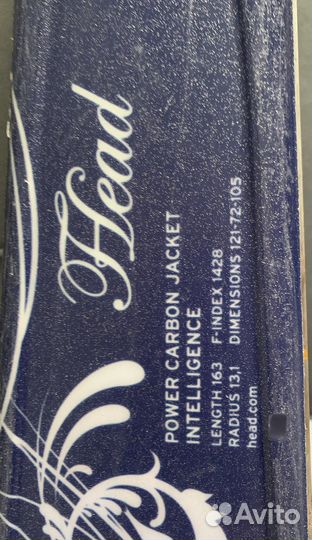 Head
POWER CARBON JACKET
INTELLIGENCE
LENGTH 163 F-INDEX 1428
RADIUS 13,1 DIMENSIONS 121-72-105
head.com
Avito